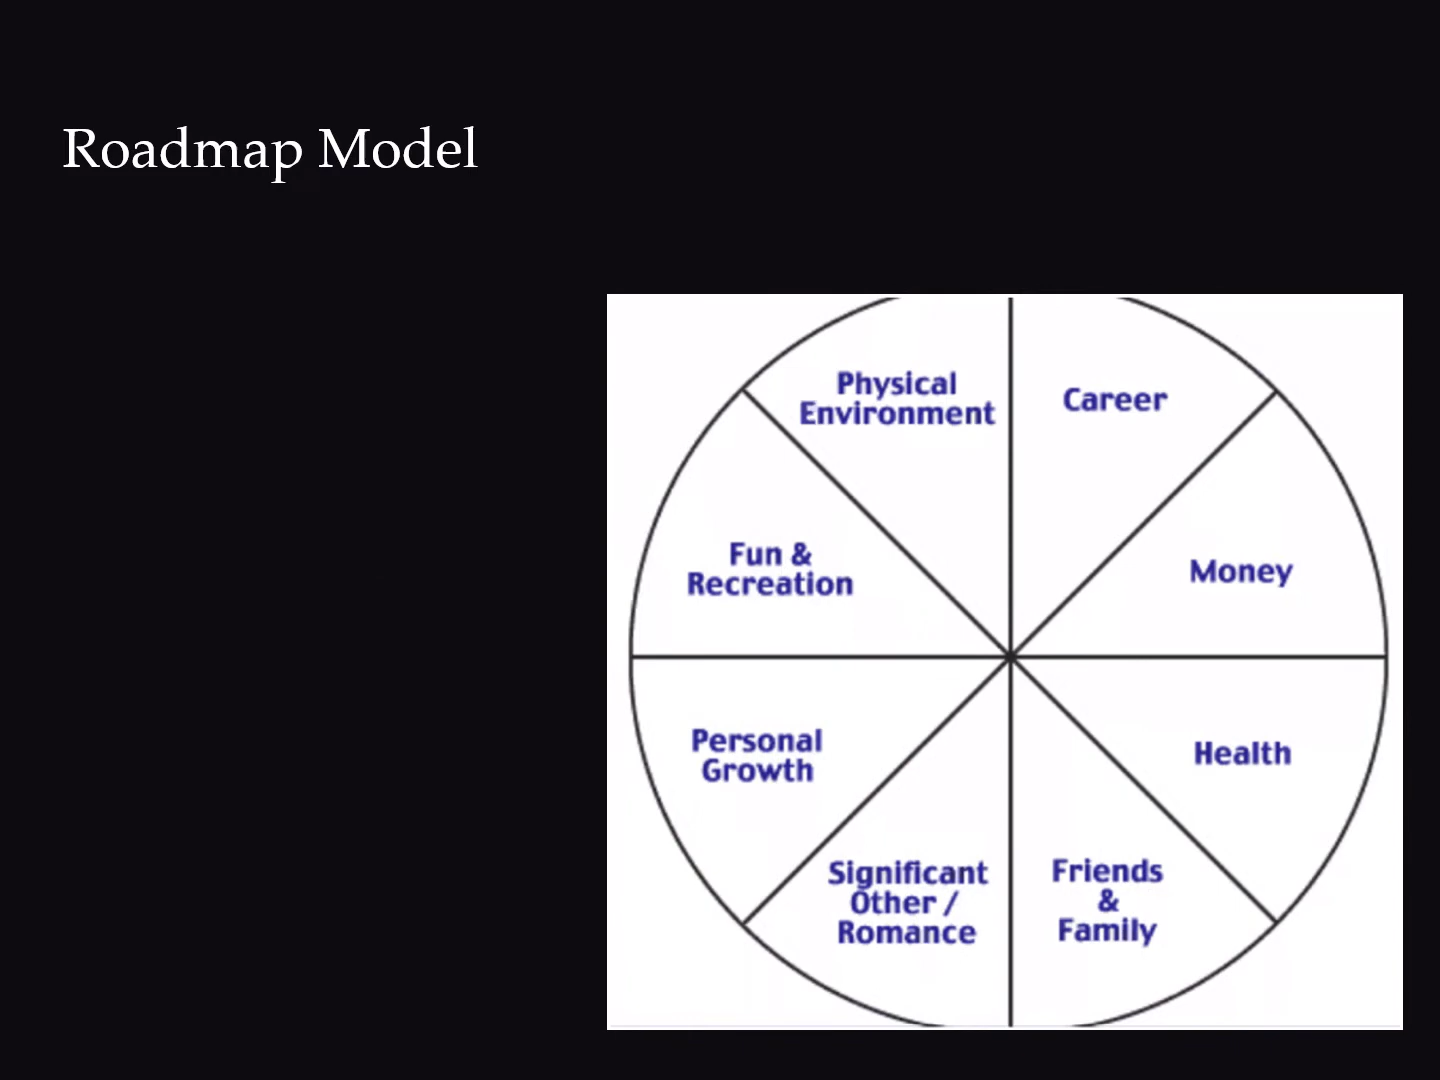 Roadmap Model
Physical
Environment
Career
Fun &
Recreation
Money
Personal
Growth
Health
Significant
Other /
Romance
Friends
&
Family